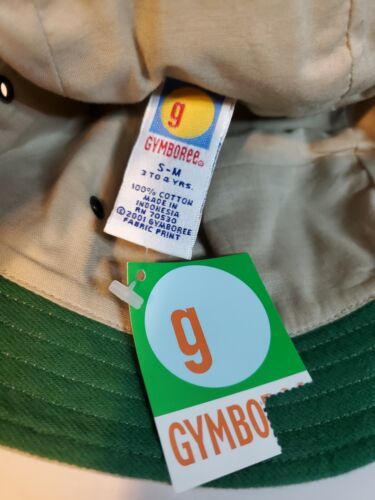 g
GYMBOREE
S-M
3 TO 4 YRS.
100% COTTON
MADE IN
INDONESIA
RN 70530
©2001 GYMBOREE
FABRIC PRINT
g
GYMBO